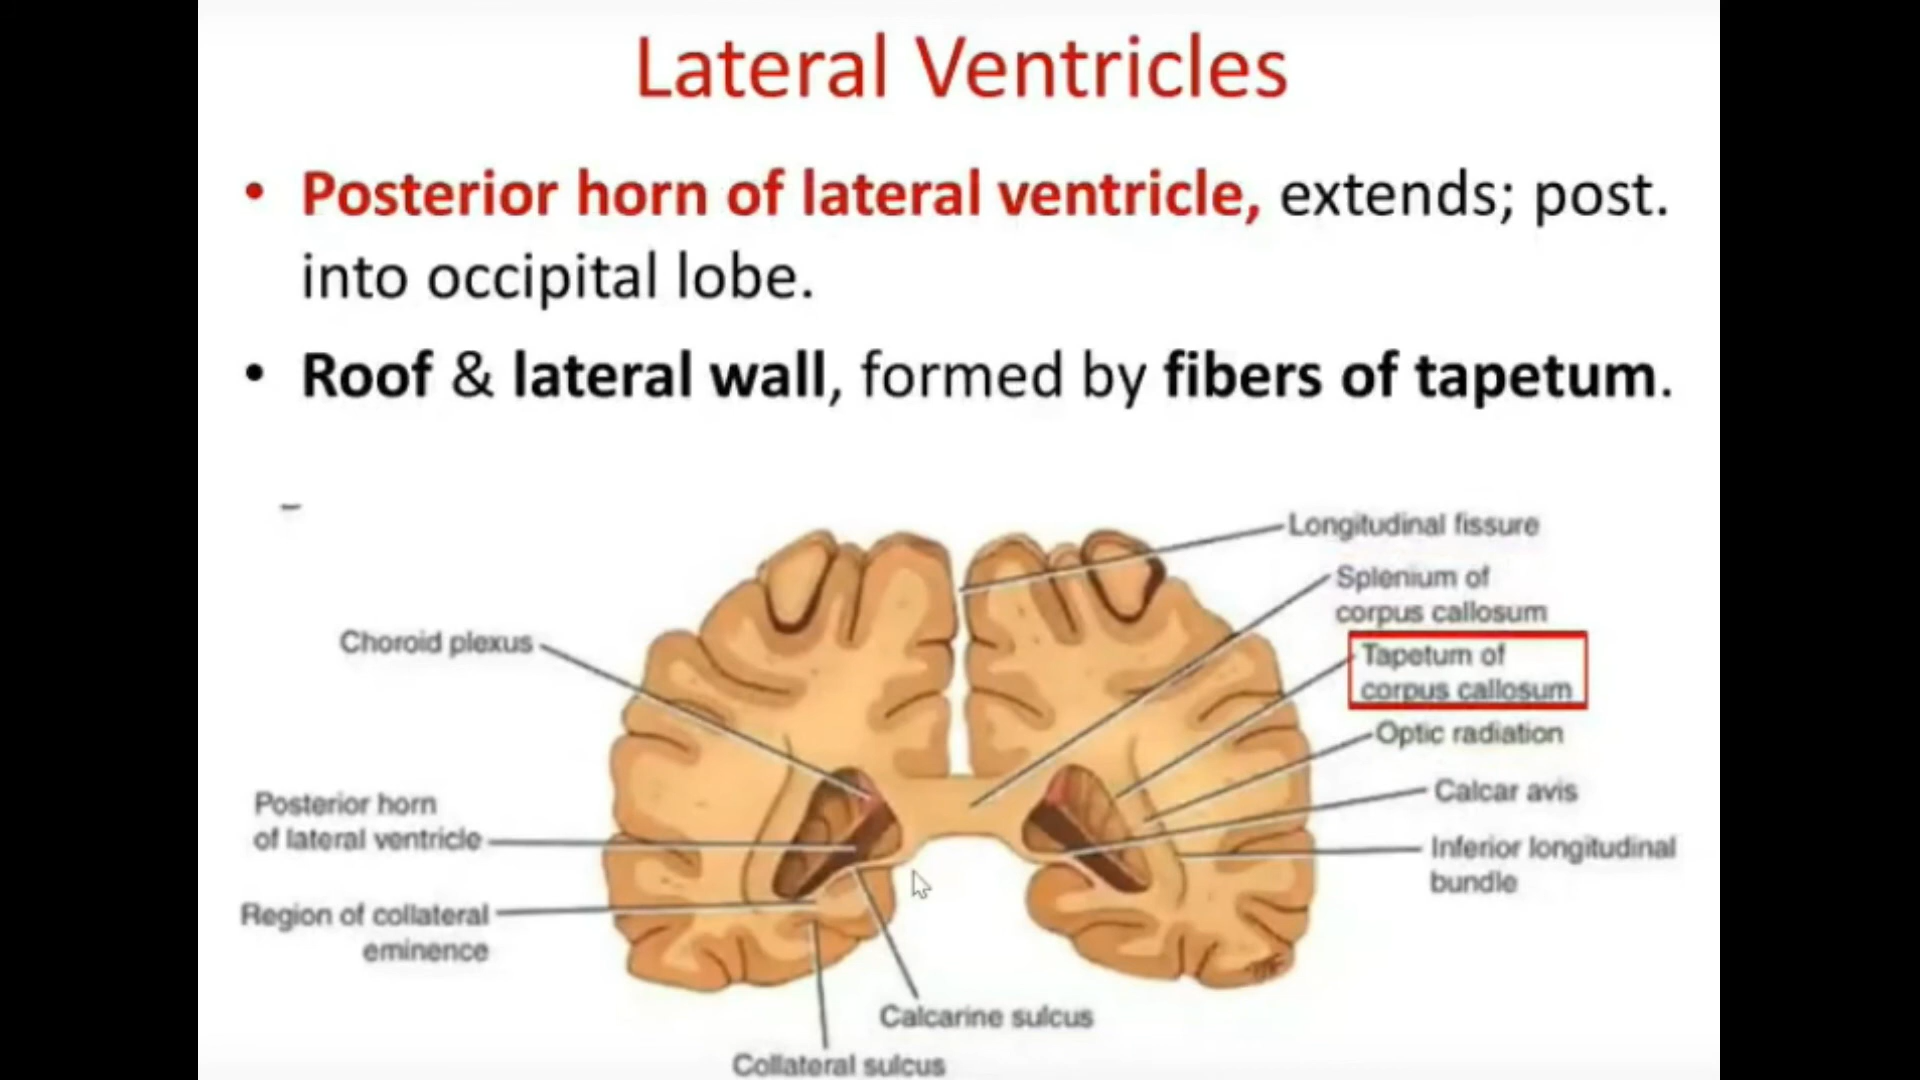 Lateral Ventricles
• Posterior horn of lateral ventricle, extends; post.
into occipital lobe.
• Roof & lateral wall, formed by fibers of tapetum.
Longitudinal fissure
Splenium of
corpus callosum
Choroid plexus
Tapetum of
corpus callosum
Optic radiation
Calcar avis
Posterior horn
of lateral ventricle
Inferior longitudinal
bundle
Region of collateral
eminence
Calcarine sulcus
Collateral sulcus